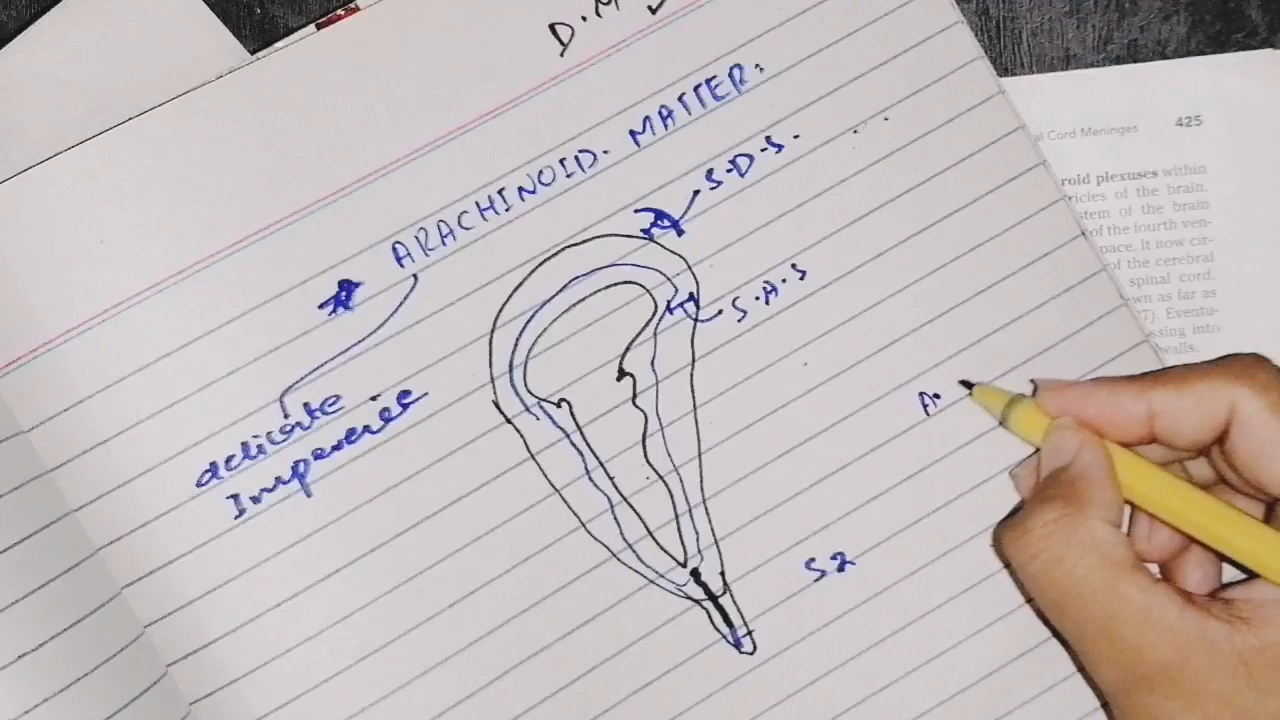 D.M
ARACHINOID. MATTER.
S.D.S.
S.A.S
delicate
S2
A.
al Cord Meninges 425
roid plexuses within
ricles of the brain.
stem of the brain
of the fourth ven-
pace. It now cir-
of the cerebral
spinal cord.
wn as far as
7). Eventu-
ssing into
walls.